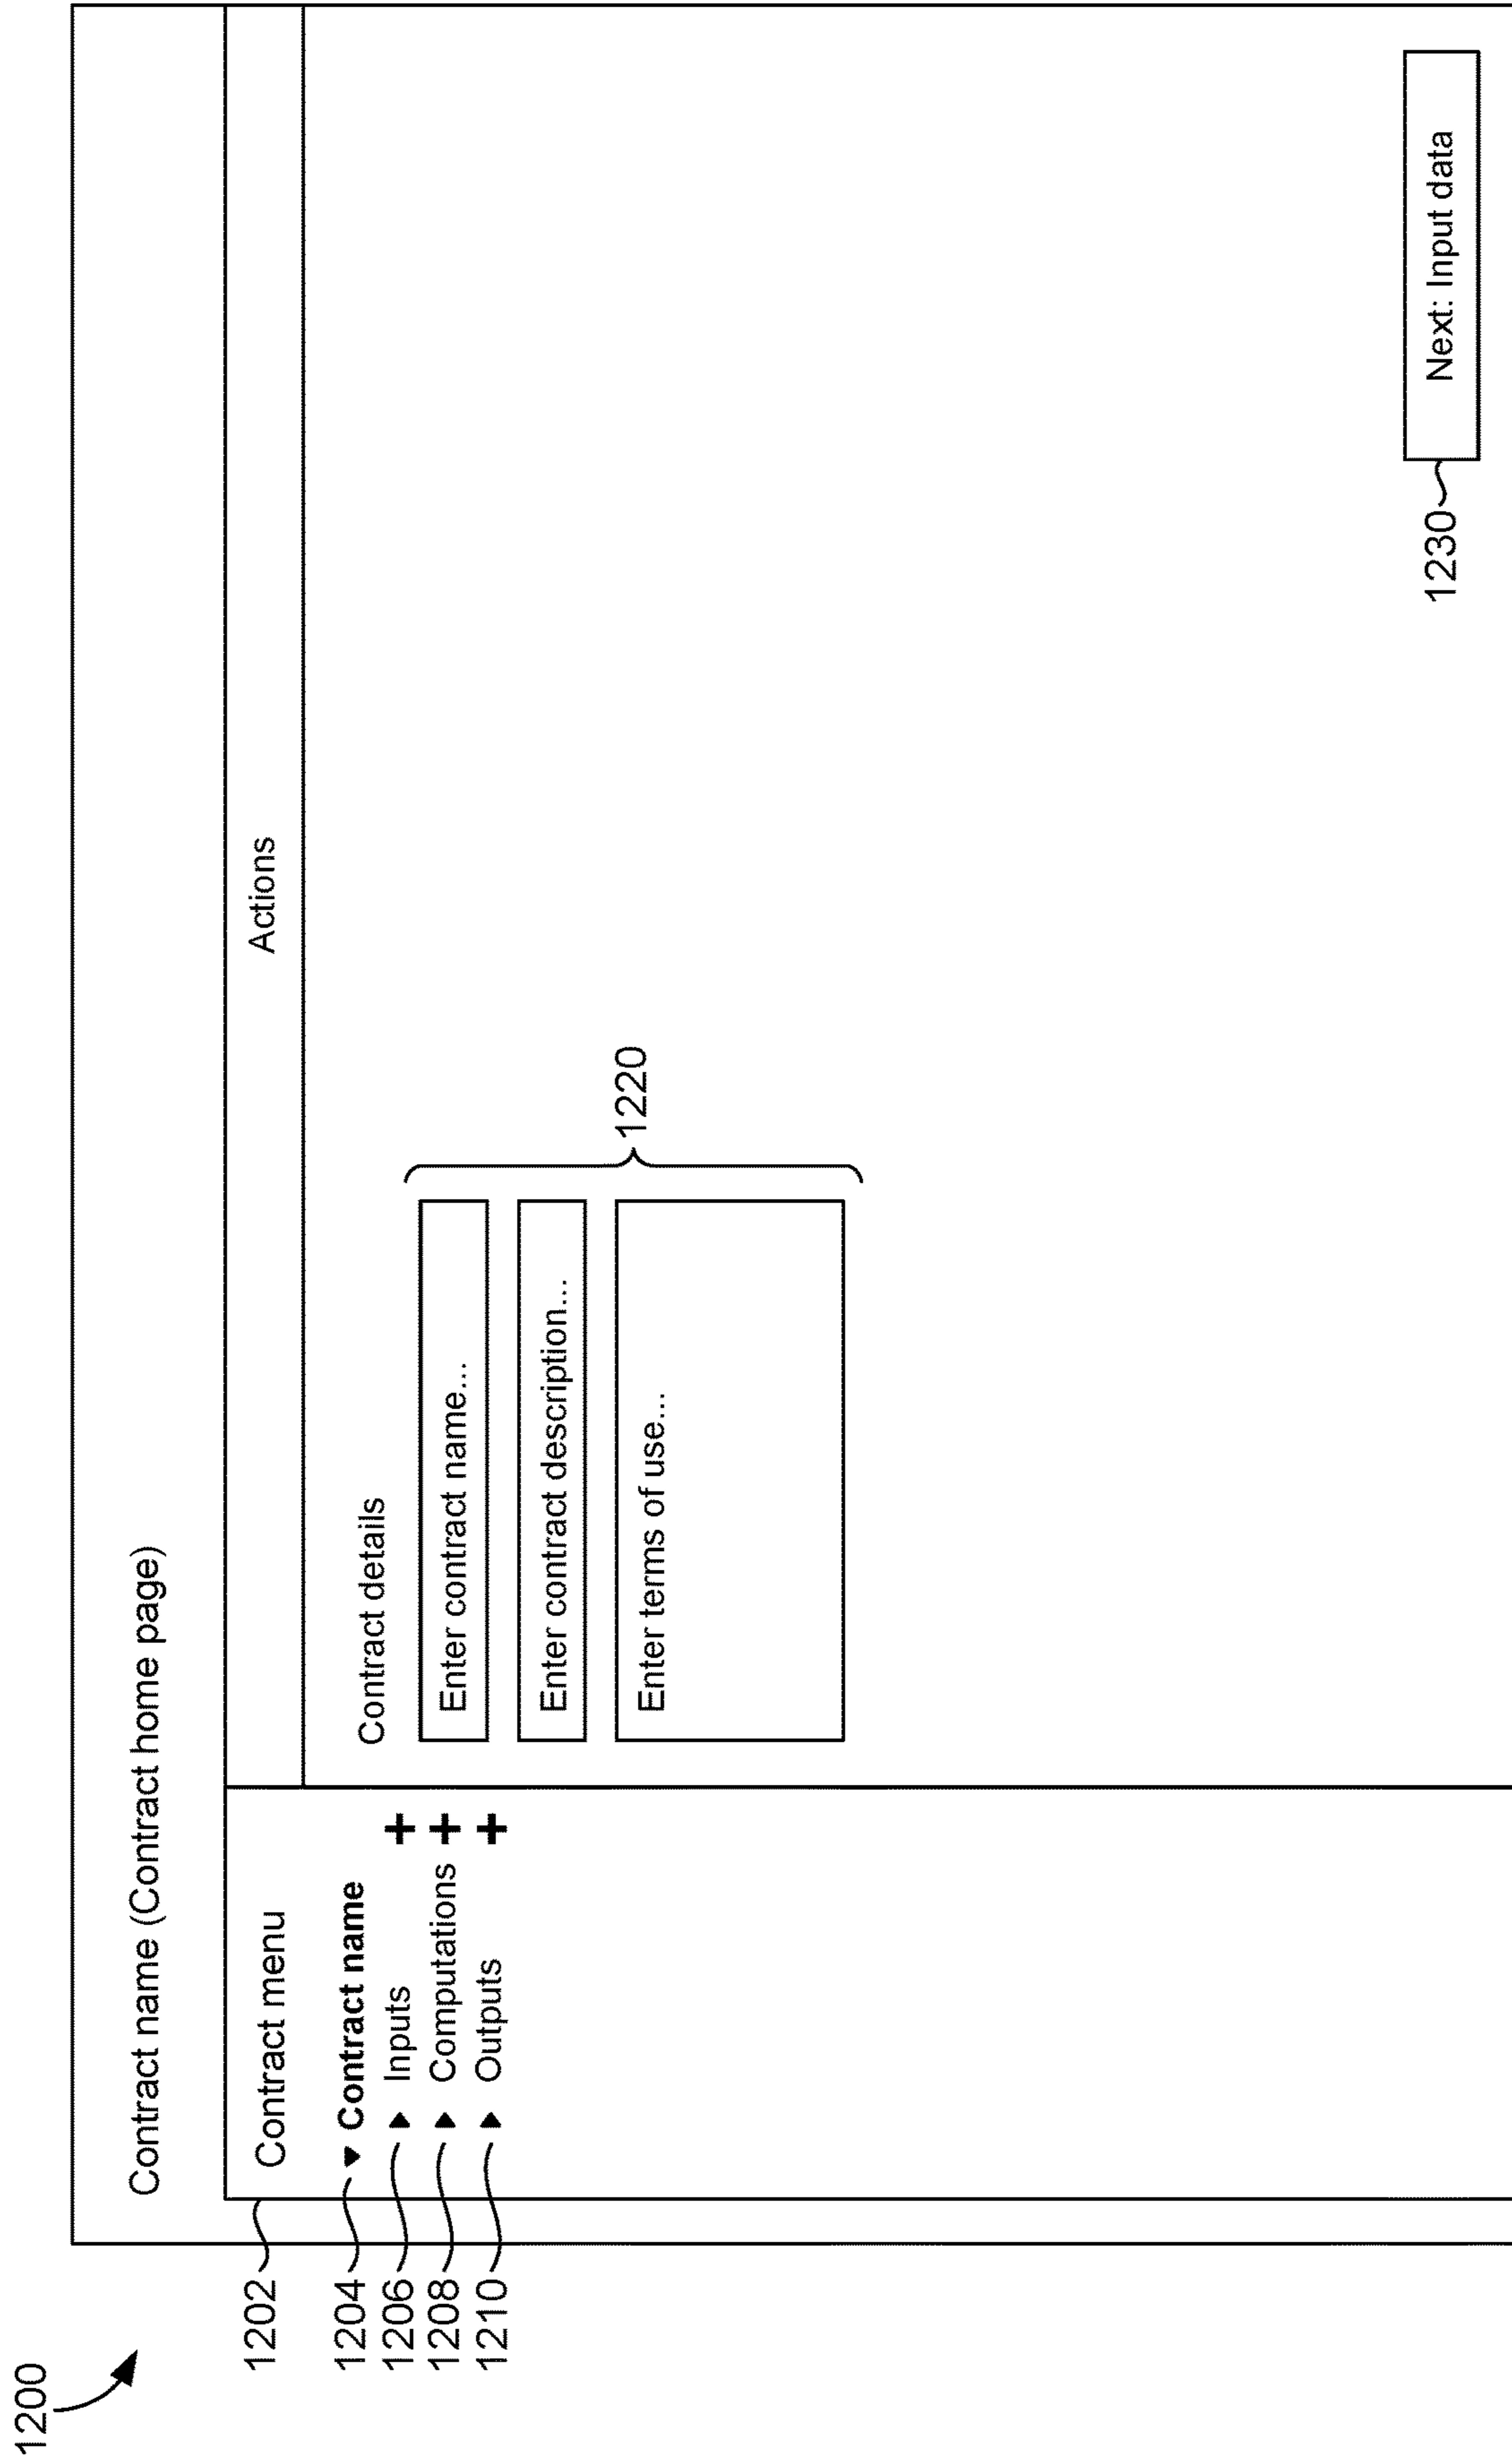 1200
Contract name (Contract home page)
1202
Contract menu
Actions
1204
Contract name
1206
Inputs +
1208
Computations +
1210
Outputs +
Contract details
Enter contract name...
Enter contract description...
Enter terms of use...
1220
1230
Next: Input data